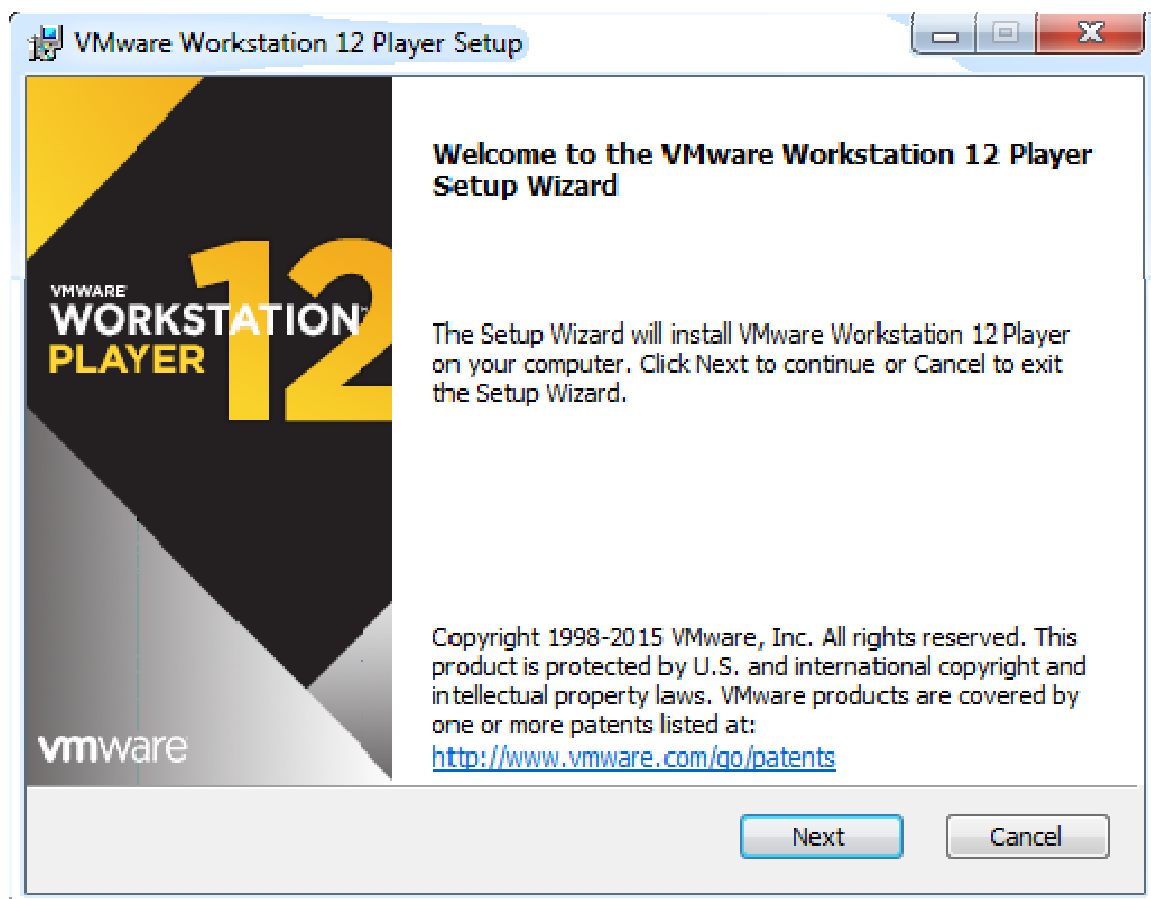 VMware Workstation 12 Player Setup
Welcome to the VMware Workstation 12 Player
Setup Wizard
12
VMWARE
WORKSTATION
PLAYER
The Setup Wizard will install VMware Workstation 12 Player
on your computer. Click Next to continue or Cancel to exit
the Setup Wizard.
Copyright 1998-2015 VMware, Inc. All rights reserved. This
product is protected by U.S. and international copyright and
intellectual property laws. VMware products are covered by
one or more patents listed at:
http://www.vmware.com/go/patents
vmware
Next
Cancel